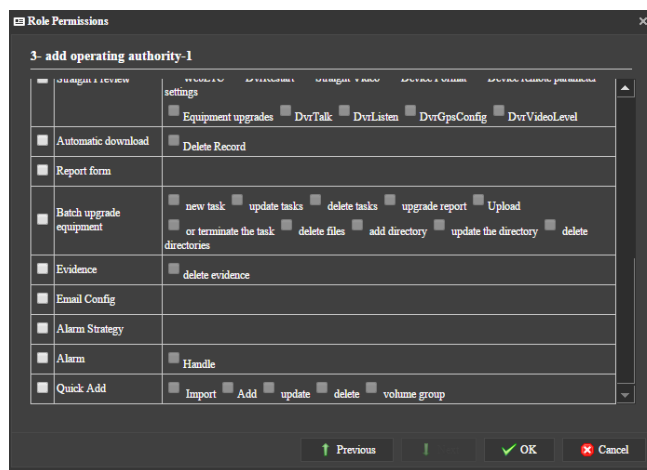 Role Permissions
3- add operating authority-1
Straight Preview
settings
Equipment upgrades DvrTalk DvrListen DvrGpsConfig DvrVideoLevel
Automatic download Delete Record
Report form
Batch upgrade equipment
new task update tasks delete tasks upgrade report Upload
or terminate the task delete files add directory update the directory delete
directories
Evidence delete evidence
Email Config
Alarm Strategy
Alarm Handle
Quick Add Import Add update delete volume group
Previous OK Cancel